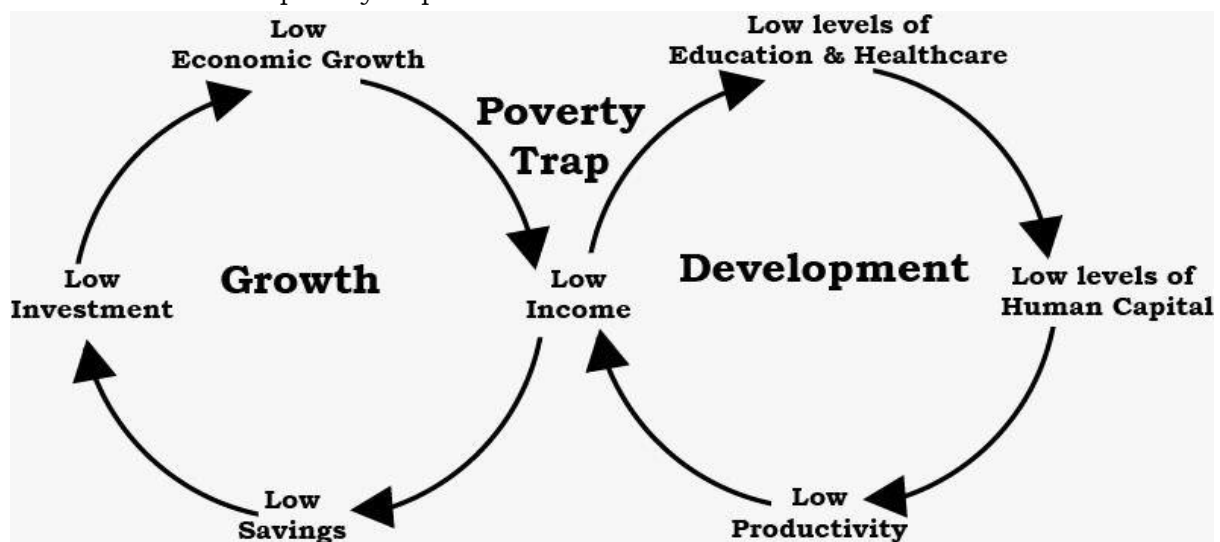 Low
Economic Growth
Low levels of
Education & Healthcare
Poverty
Trap
Low
Investment
Growth
Low
Income
Development
Low levels of
Human Capital
Low
Savings
Low
Productivity